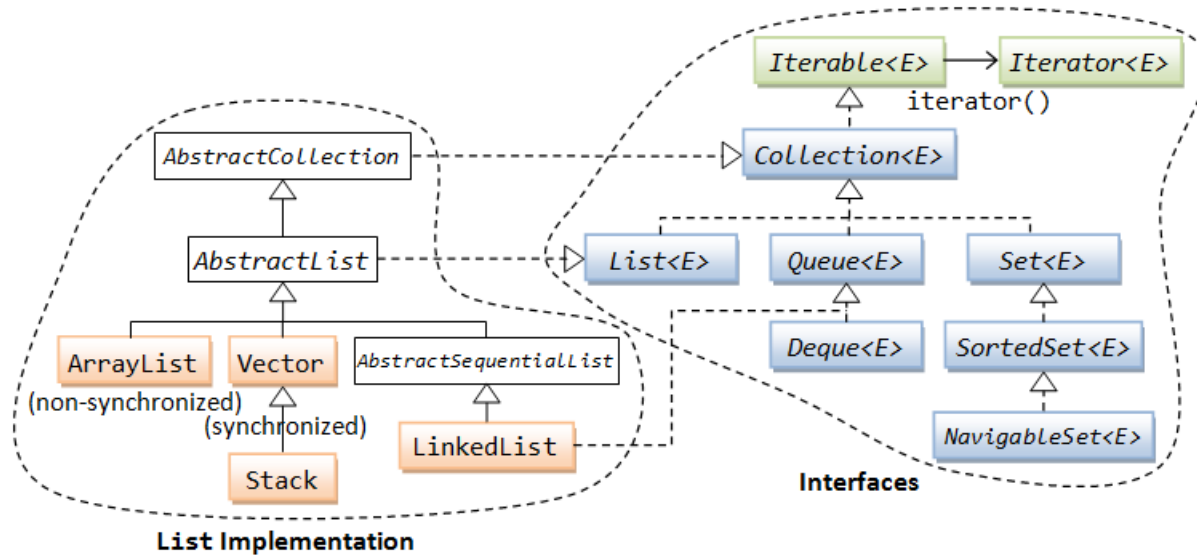 Iterable<E>
Iterator<E>
iterator()
AbstractCollection
Collection<E>
AbstractList
List<E>
Queue<E>
Set<E>
ArrayList
Vector
AbstractSequentialList
Deque<E>
SortedSet<E>
(non-synchronized)
(synchronized)
LinkedList
NavigableSet<E>
Stack
Interfaces
List Implementation